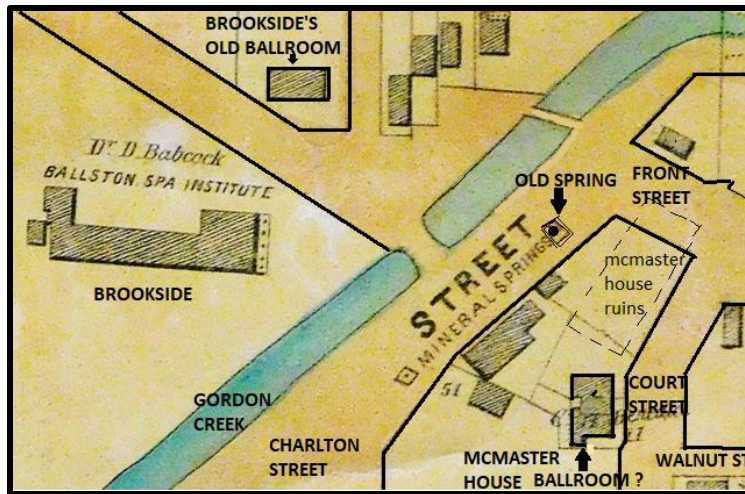 BROOKSIDE'S
OLD BALLROOM
Dr. D. Babcock
BALLSTON SPA INSTITUTE
BROOKSIDE
OLD SPRING
FRONT
STREET
STREET
MINERAL SPRINGS
mcmaster
house
ruins
GORDON
CREEK
51
COURT
STREET
CHARLTON
STREET
MCMASTER
HOUSE
BALLROOM ?
WALNUT ST